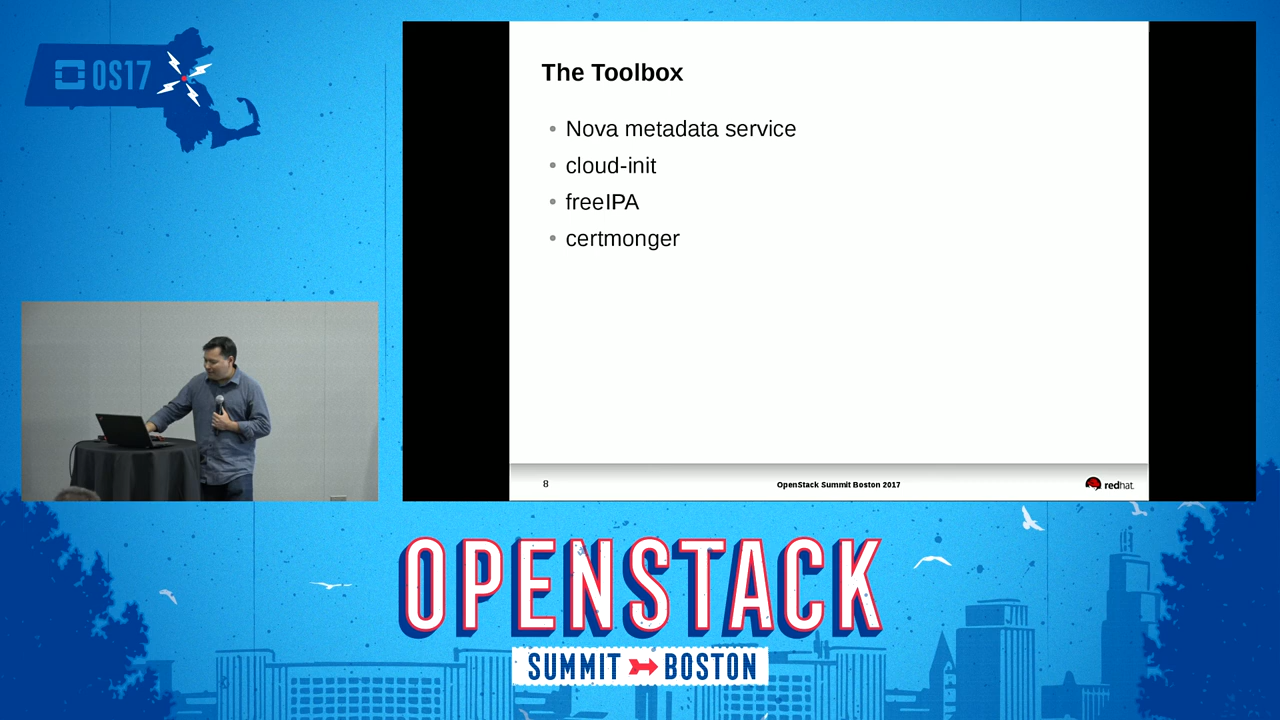 OS17
The Toolbox
Nova metadata service
cloud-init
freeIPA
certmonger
8
OpenStack Summit Boston 2017
redhat.
OPENSTACK
SUMMIT BOSTON